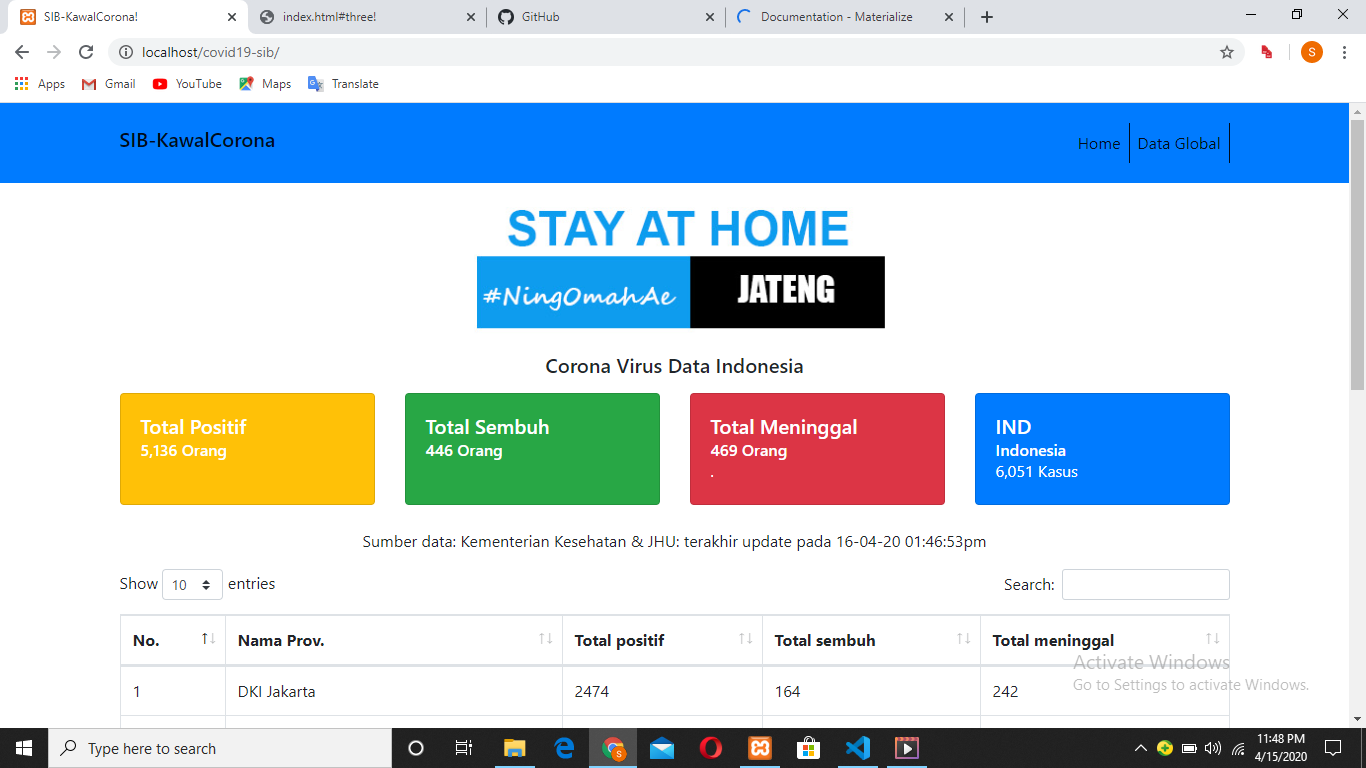 SIB-KawalCorona!
index.html#three!
GitHub
Documentation - Materialize
localhost/covid19-sib/
S
Apps
Gmail
YouTube
Maps
Translate
SIB-KawalCorona
Home
Data Global
STAY AT HOME
#NingOmahAe
JATENG
Corona Virus Data Indonesia
Total Positif
5,136 Orang
Total Sembuh
446 Orang
Total Meninggal
469 Orang
.
IND
Indonesia
6,051 Kasus
Sumber data: Kementerian Kesehatan & JHU: terakhir update pada 16-04-20 01:46:53pm
Show 10 entries
Search:
No. Nama Prov. Total positif Total sembuh Total meninggal
1 DKI Jakarta 2474 164 242
Activate Windows
Go to Settings to activate Windows.
Type here to search
11:48 PM
4/15/2020